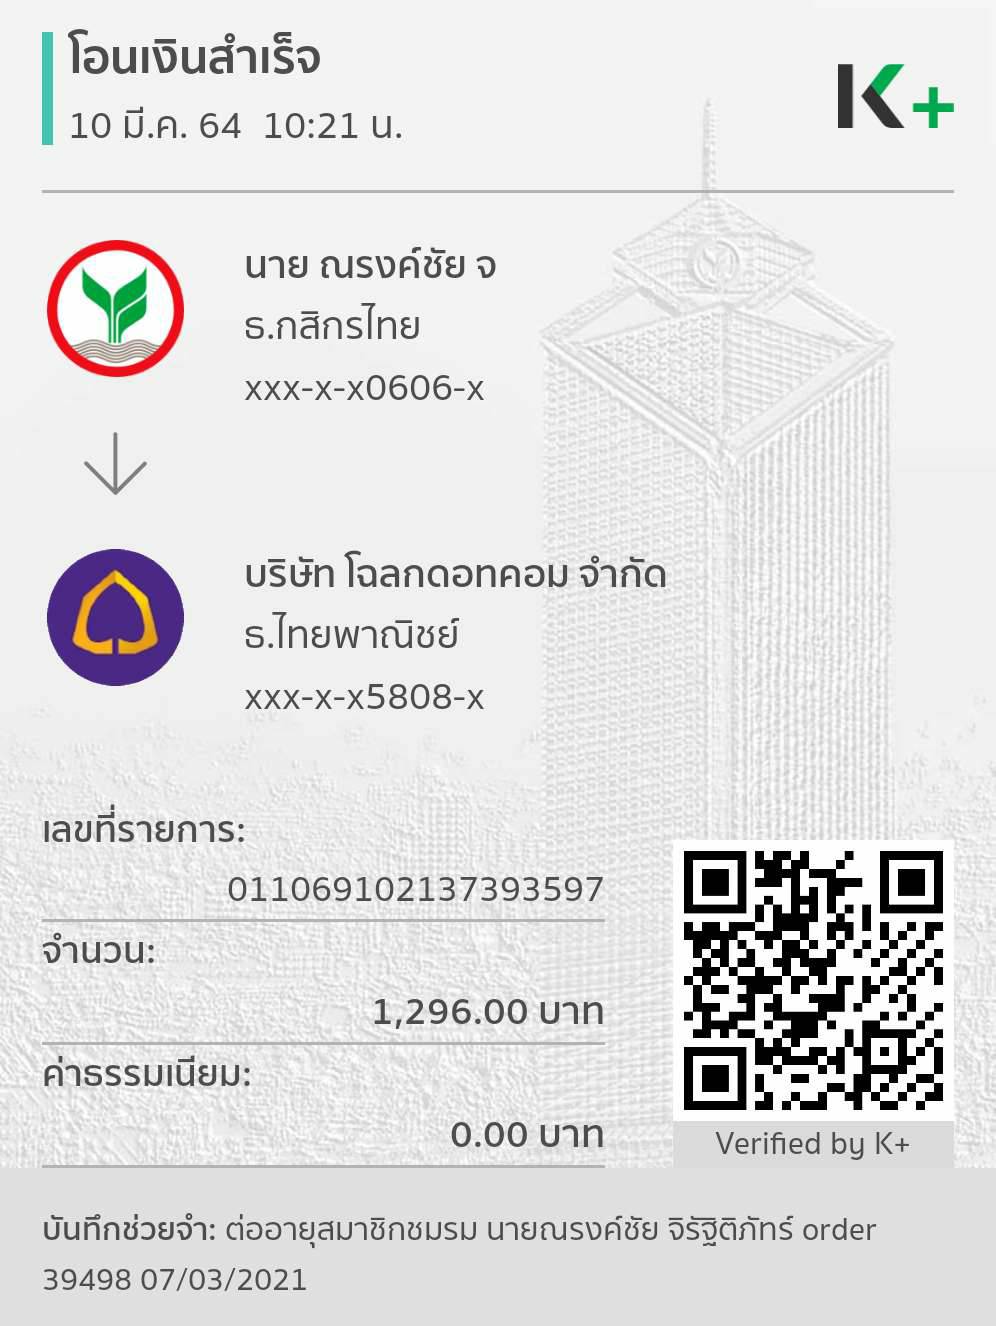 โอนเงินสำเร็จ
10 มี.ค. 64 10:21 น.
K+
นาย ณรงค์ชัย จ
ธ.กสิกรไทย
xxx-x-x0606-x
บริษัท โฉลกดอทคอม จำกัด
ธ.ไทยพาณิชย์
xxx-x-x5808-x
เลขที่รายการ:
011069102137393597
จำนวน:
1,296.00 บาท
ค่าธรรมเนียม:
0.00 บาท
Verified by K+
บันทึกช่วยจำ: ต่ออายุสมาชิกชมรม นายณรงค์ชัย จิรัฐิติภัทร์ order
39498 07/03/2021